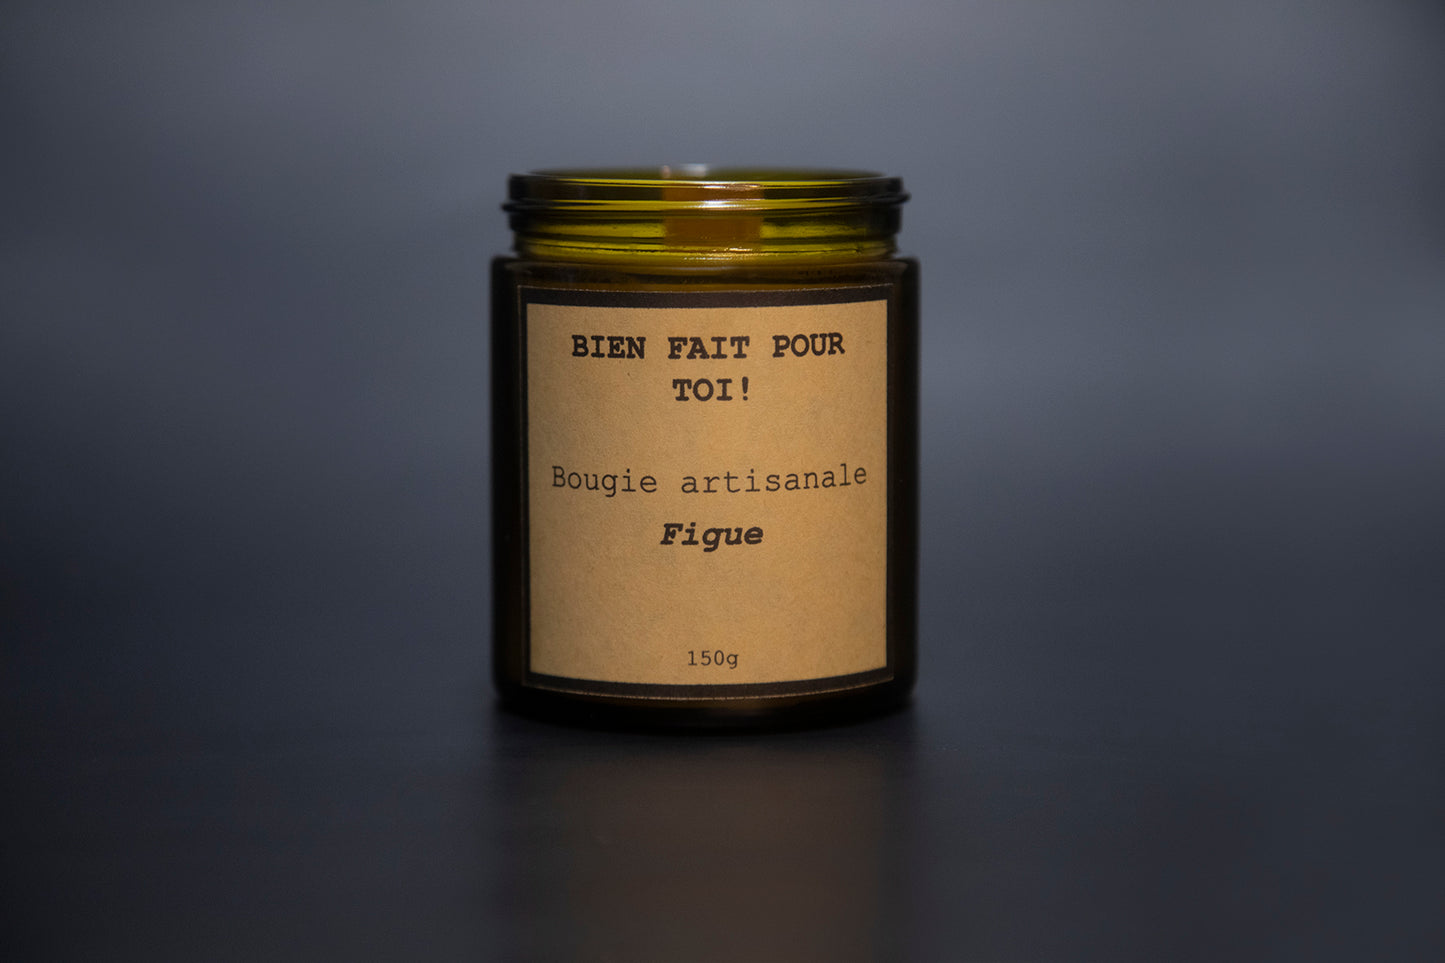 BIEN FAIT POUR
TOI!
Bougie artisanale
Figue
150g